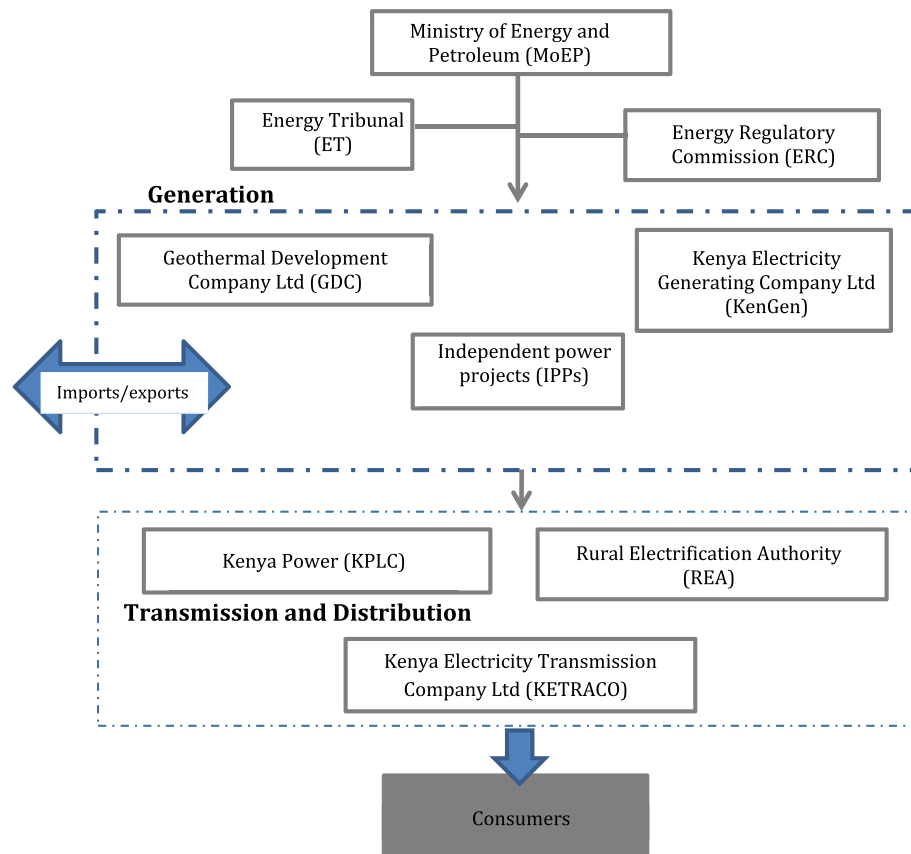 Ministry of Energy and
Petroleum (MoEP)
Energy Tribunal
(ET)
Energy Regulatory
Commission (ERC)
Generation
Geothermal Development
Company Ltd (GDC)
Kenya Electricity
Generating Company Ltd
(KenGen)
Independent power
projects (IPPs)
Imports/exports
Kenya Power (KPLC)
Rural Electrification Authority
(REA)
Transmission and Distribution
Kenya Electricity Transmission
Company Ltd (KETRACO)
Consumers